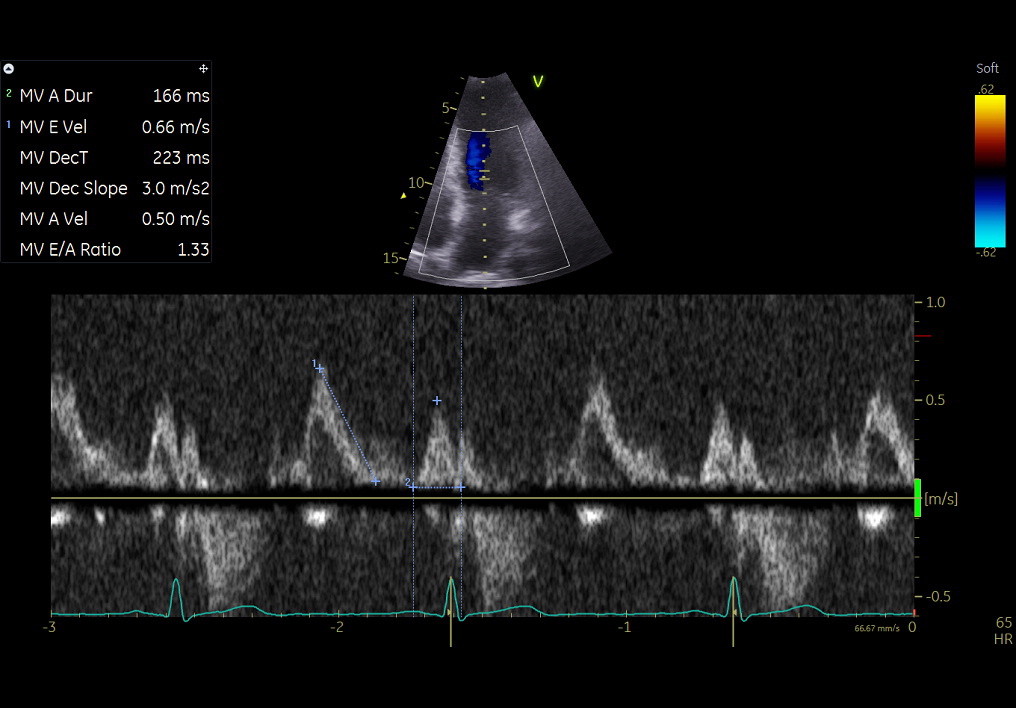 2 MV A Dur 166 ms
1 MV E Vel 0.66 m/s
MV DecT 223 ms
MV Dec Slope 3.0 m/s2
MV A Vel 0.50 m/s
MV E/A Ratio 1.33
V
5
10
15
Soft
.62
-.62
1
2
1.0
0.5
[m/s]
-0.5
-3
-2
-1
66.67 mm/s
0
65
HR